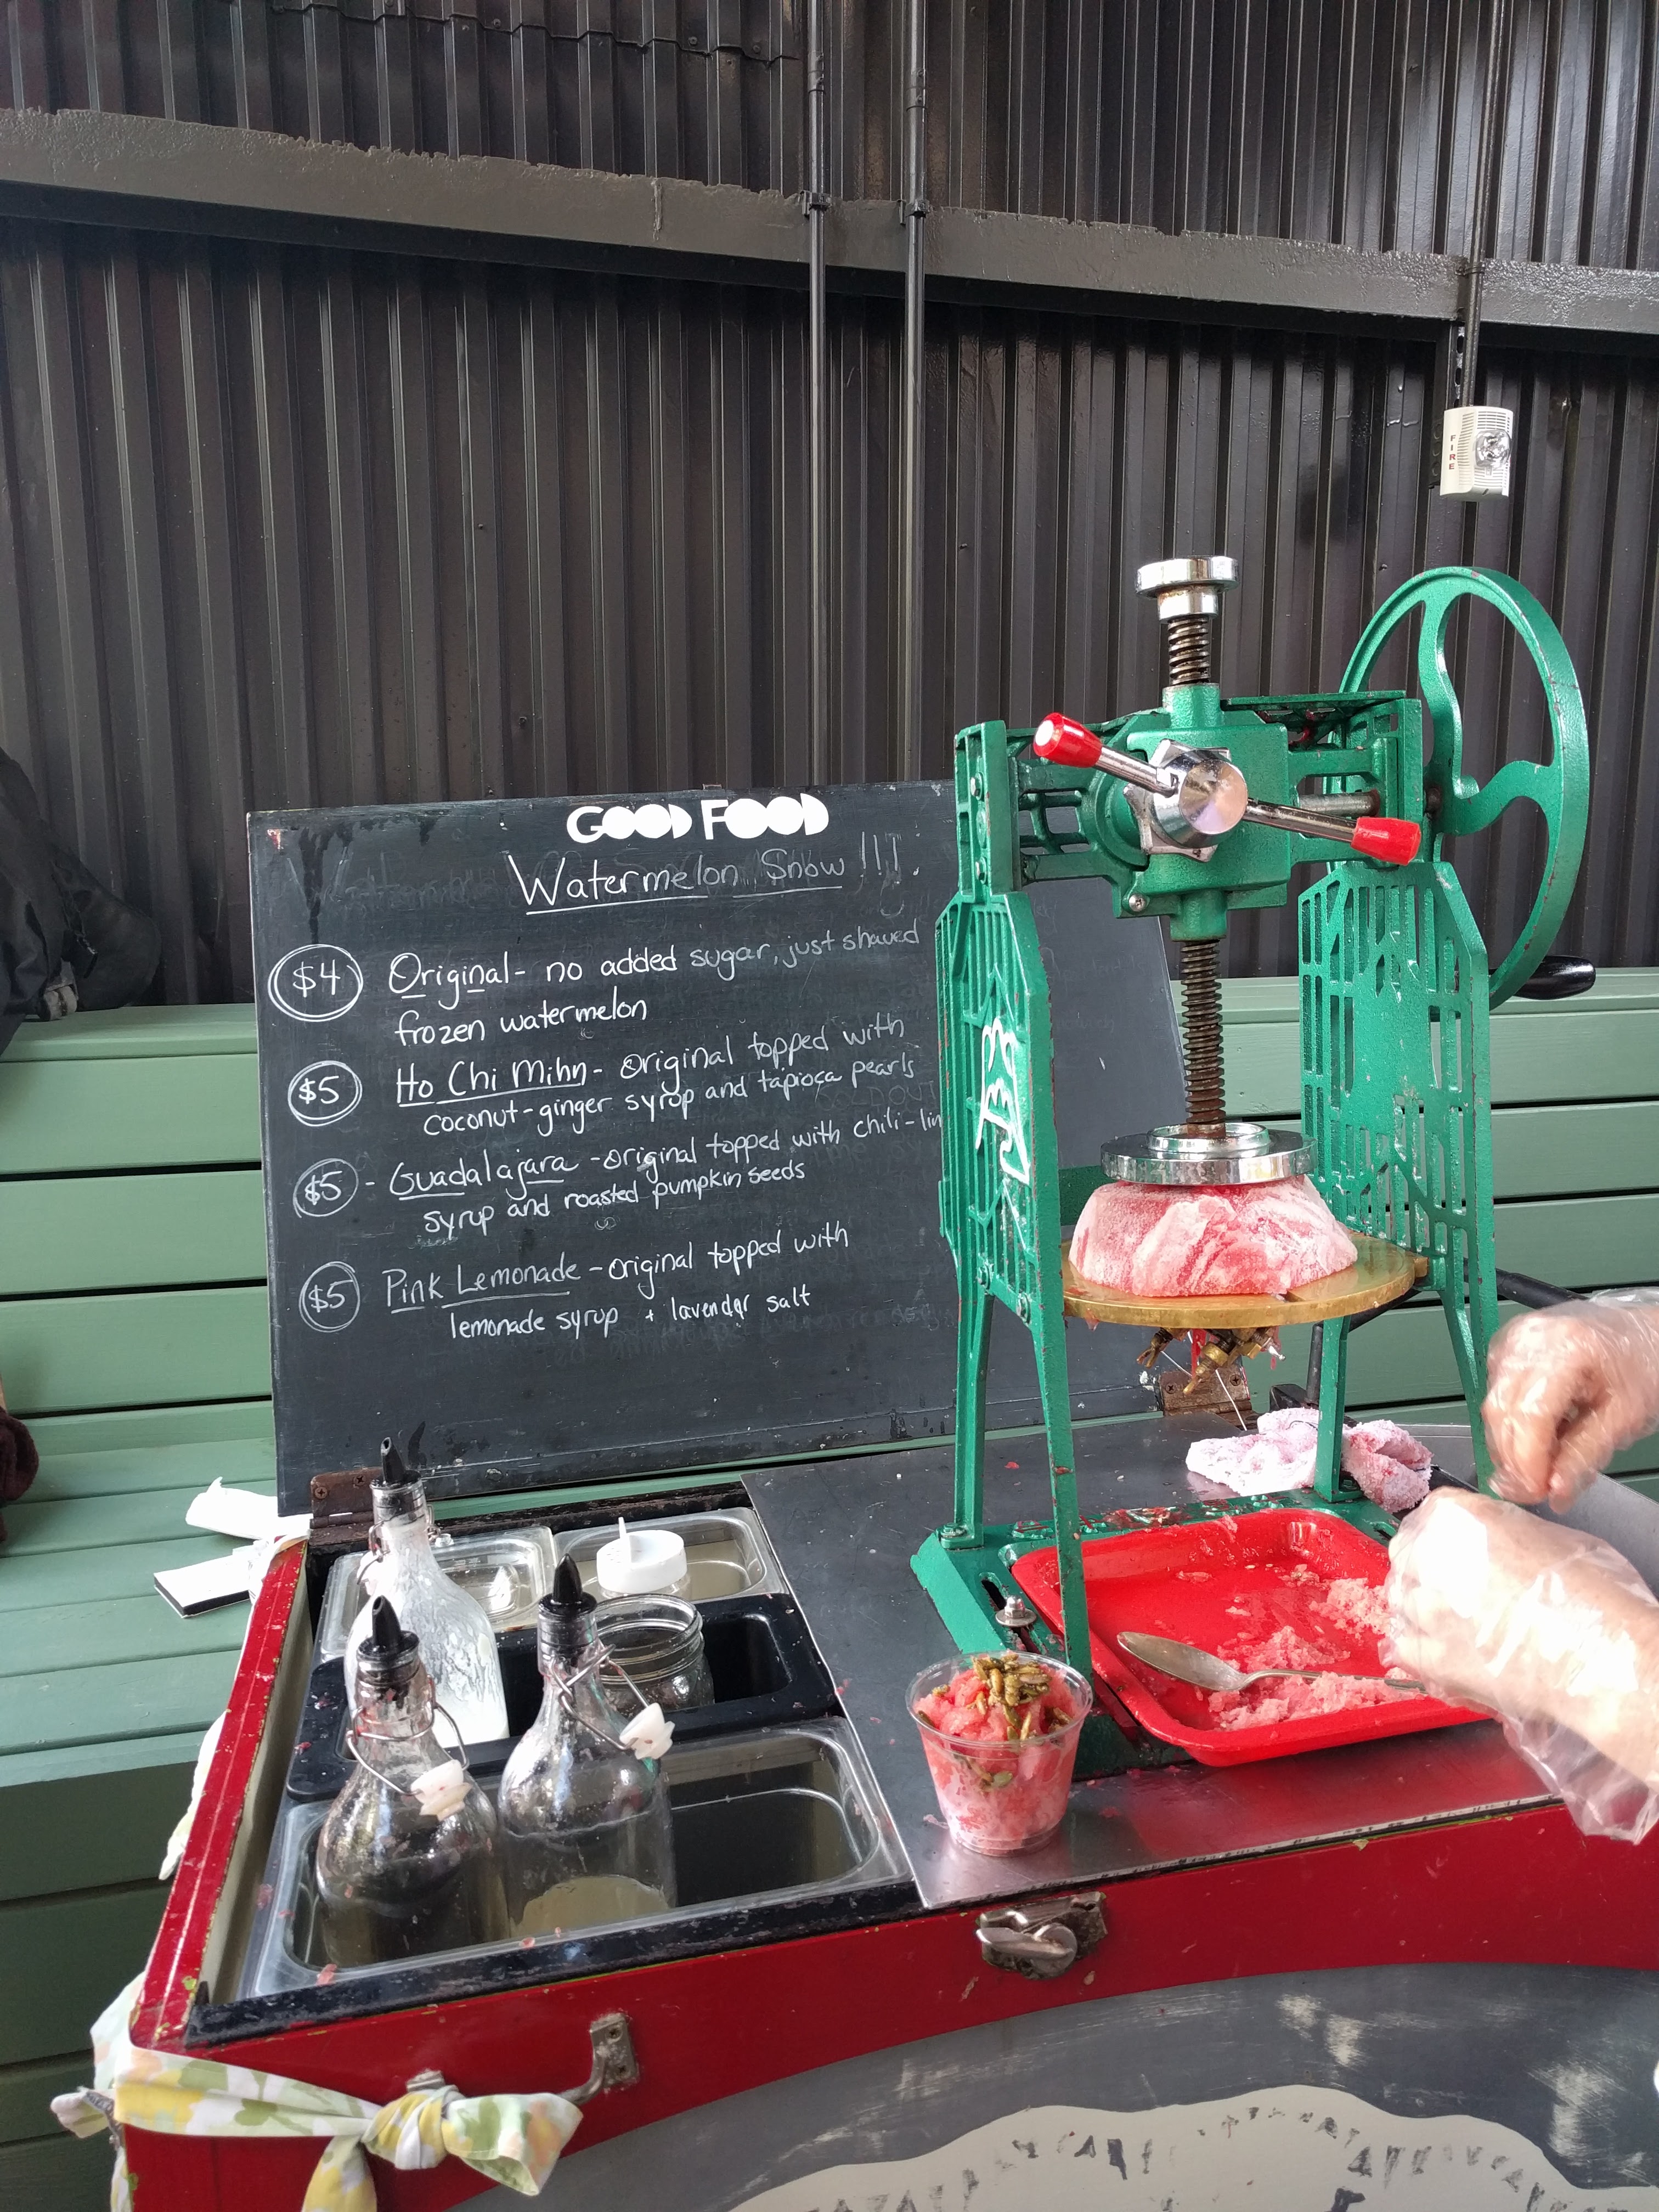 FIRE
GOOD FOOD
Watermelon Snow!!!
$4 Original - no added sugar, just shaved
frozen watermelon
$5 Ho Chi Mihn - original topped with
coconut-ginger syrup and tapioca pearls
$5 - Guadalajara - original topped with chili-lim
syrup and roasted pumpkin seeds
$5 Pink Lemonade - original topped with
lemonade syrup + lavender salt